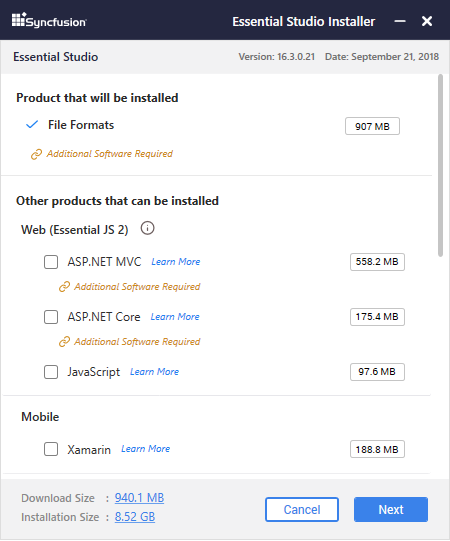 Syncfusion Essential Studio Installer
Essential Studio Version: 16.3.0.21 Date: September 21, 2018
Product that will be installed
File Formats 907 MB
Additional Software Required
Other products that can be installed
Web (Essential JS 2)
ASP.NET MVC Learn More 558.2 MB
Additional Software Required
ASP.NET Core Learn More 175.4 MB
Additional Software Required
JavaScript Learn More 97.6 MB
Mobile
Xamarin Learn More 188.8 MB
Download Size : 940.1 MB
Installation Size : 8.52 GB
Cancel Next